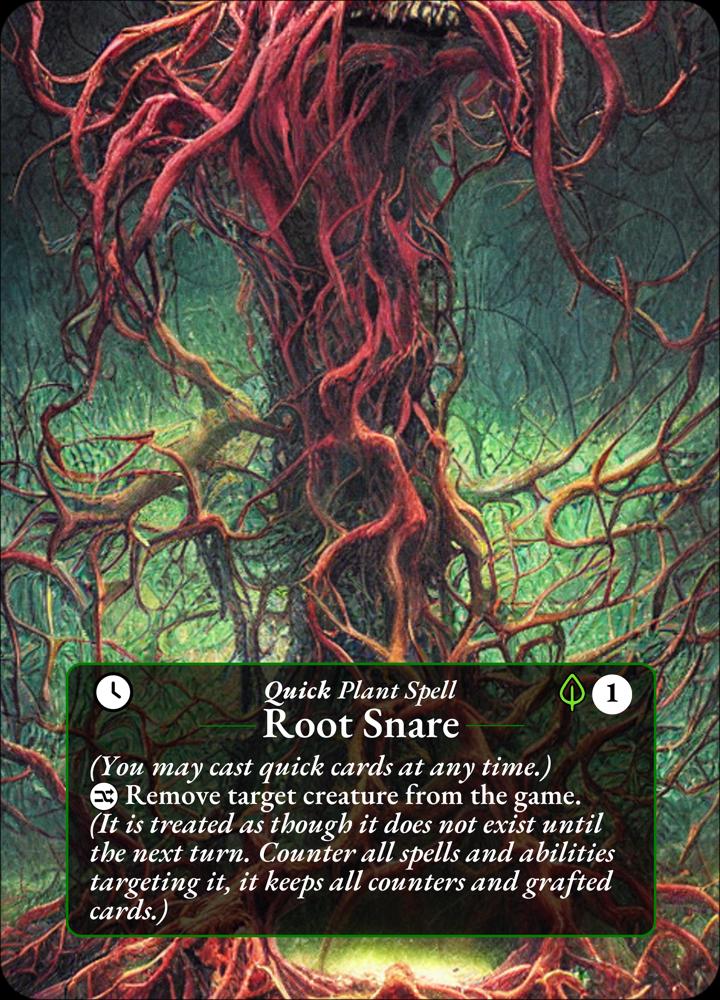 Quick Plant Spell
1
Root Snare
(You may cast quick cards at any time.)
Remove target creature from the game.
(It is treated as though it does not exist until
the next turn. Counter all spells and abilities
targeting it, it keeps all counters and grafted
cards.)